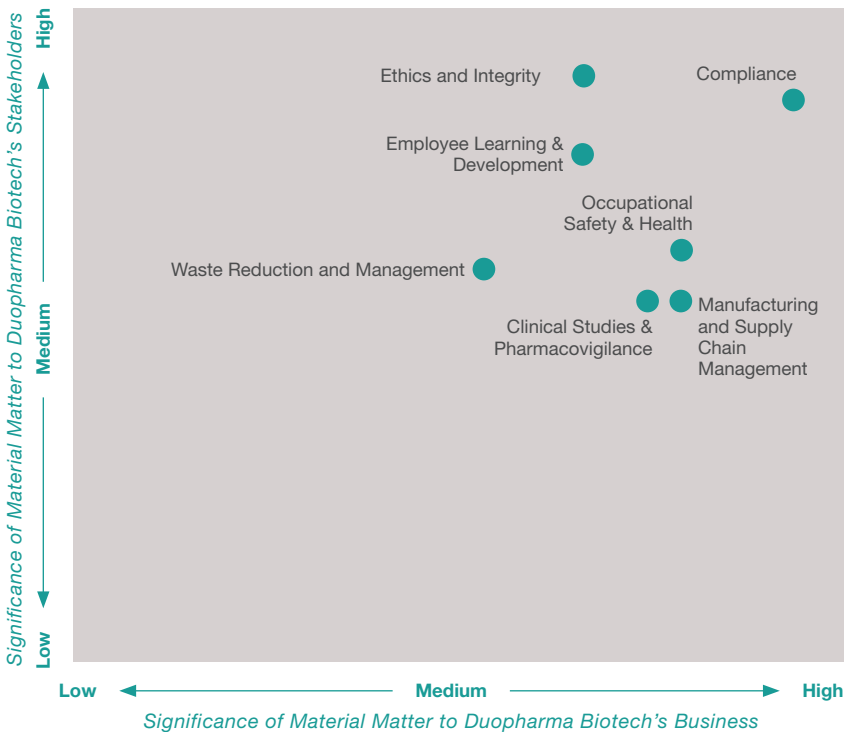 Significance of Material Matter to Duopharma Biotech's Stakeholders
High
Medium
Low
Ethics and Integrity
Compliance
Employee Learning &
Development
Occupational
Safety & Health
Waste Reduction and Management
Clinical Studies &
Pharmacovigilance
Manufacturing
and Supply
Chain
Management
Low
Medium
High
Significance of Material Matter to Duopharma Biotech's Business